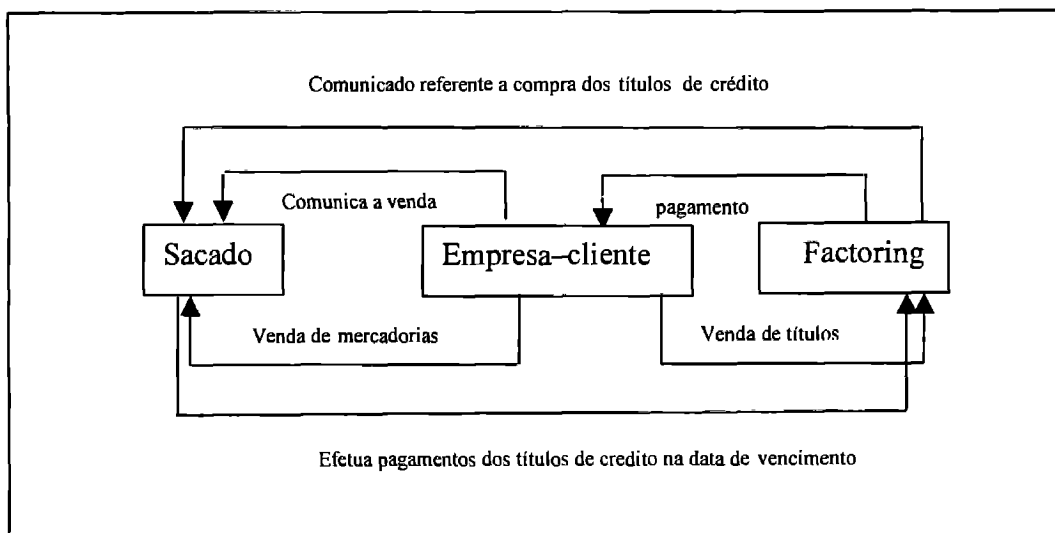 Comunicado referente a compra dos títulos de crédito
Comunica a venda
pagamento
Sacado
Empresa–cliente
Factoring
Venda de mercadorias
Venda de títulos
Efetua pagamentos dos títulos de credito na data de vencimento